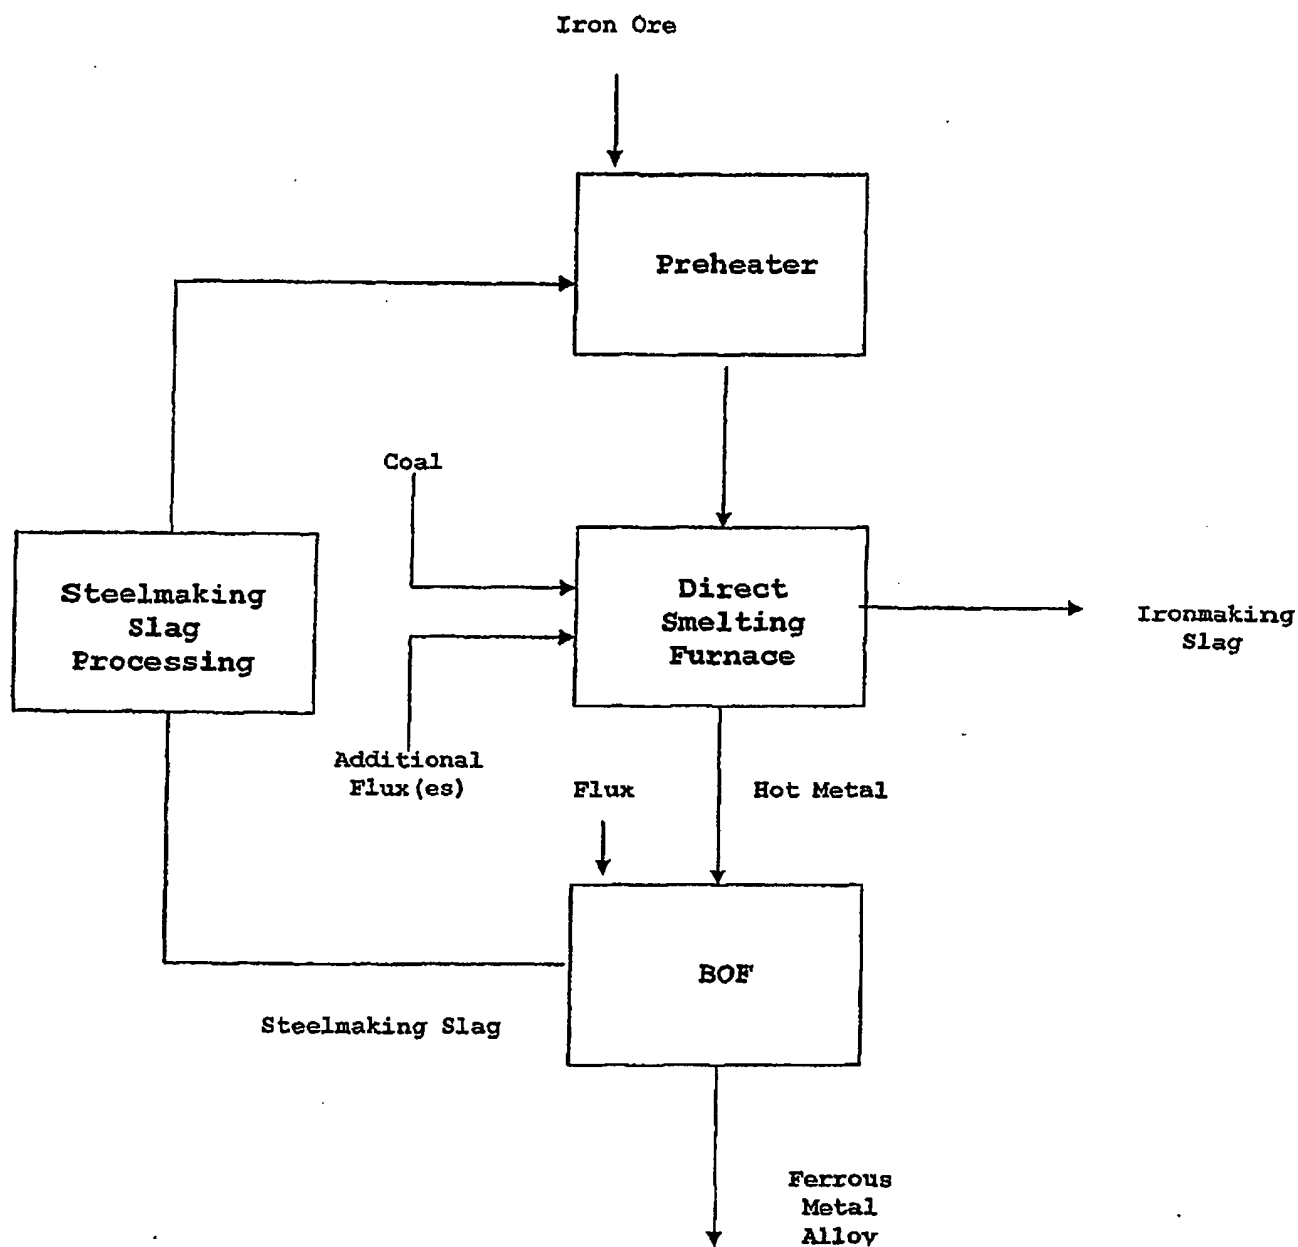 Iron Ore
Preheater
Coal
Steelmaking
Slag
Processing
Direct
Smelting
Furnace
Ironmaking
Slag
Additional
Flux(es)
Flux
Hot Metal
BOF
Steelmaking Slag
Ferrous
Metal
Alloy